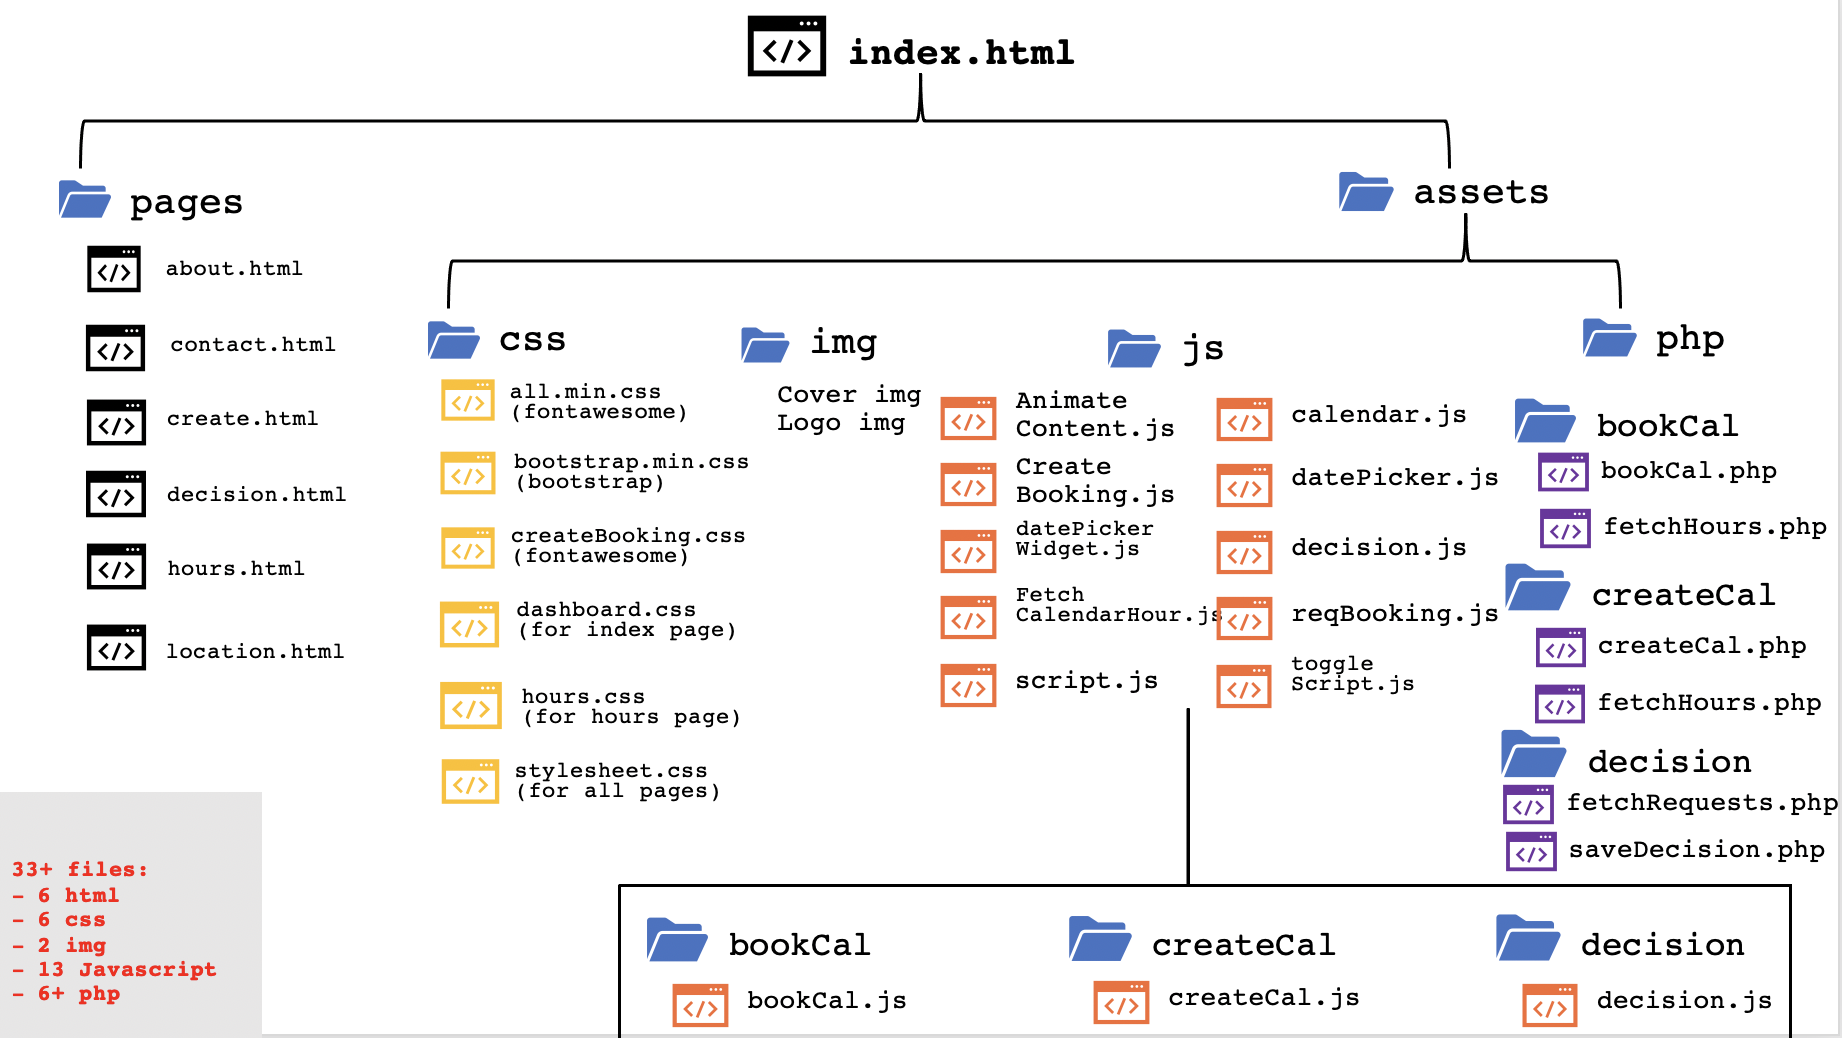 index.html
pages
assets
about.html
contact.html
create.html
decision.html
hours.html
location.html
css
all.min.css
(fontawesome)
bootstrap.min.css
(bootstrap)
createBooking.css
(fontawesome)
dashboard.css
(for index page)
hours.css
(for hours page)
stylesheet.css
(for all pages)
img
Cover img
Logo img
js
Animate
Content.js
Create
Booking.js
datePicker
Widget.js
Fetch
CalendarHour.js
script.js
calendar.js
datePicker.js
decision.js
reqBooking.js
toggle
Script.js
php
bookCal
bookCal.php
fetchHours.php
createCal
createCal.php
fetchHours.php
decision
fetchRequests.php
saveDecision.php
33+ files:
- 6 html
- 6 css
- 2 img
- 13 Javascript
- 6+ php
bookCal
bookCal.js
createCal
createCal.js
decision
decision.js